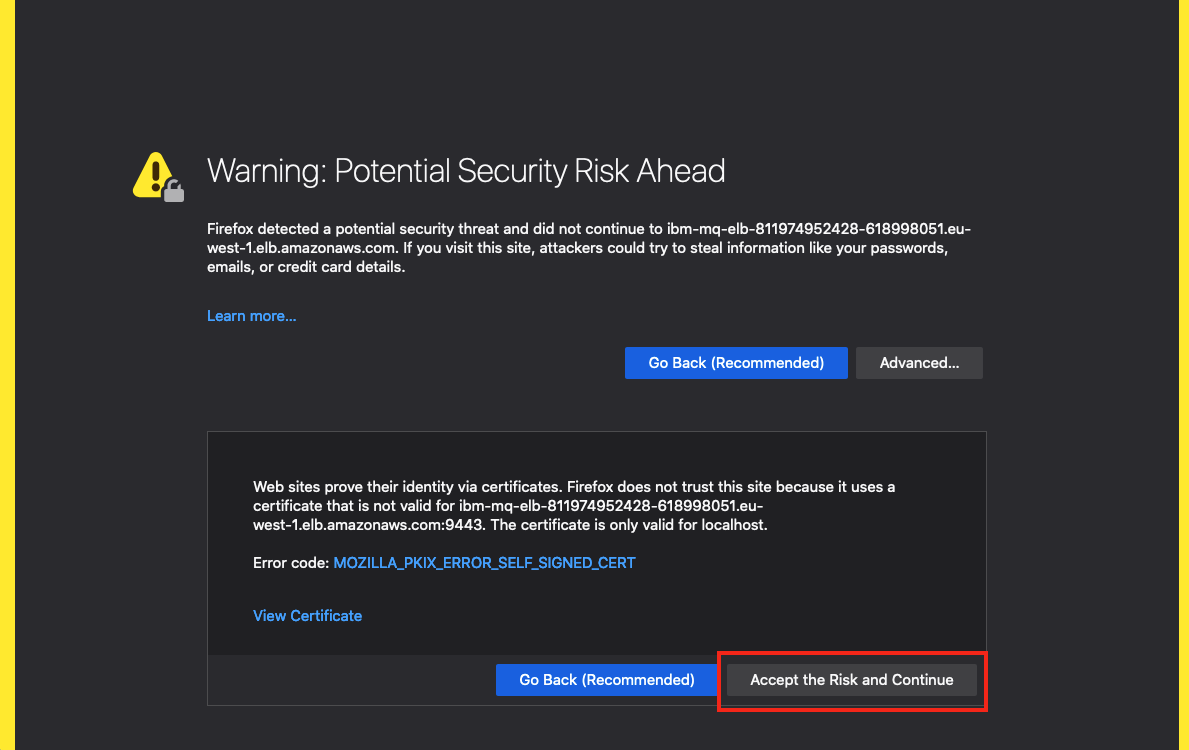 Warning: Potential Security Risk Ahead
Firefox detected a potential security threat and did not continue to ibm-mq-elb-811974952428-618998051.eu-
west-1.elb.amazonaws.com. If you visit this site, attackers could try to steal information like your passwords,
emails, or credit card details.
Learn more...
Go Back (Recommended)
Advanced...
Web sites prove their identity via certificates. Firefox does not trust this site because it uses a
certificate that is not valid for ibm-mq-elb-811974952428-618998051.eu-
west-1.elb.amazonaws.com:9443. The certificate is only valid for localhost.
Error code: MOZILLA_PKIX_ERROR_SELF_SIGNED_CERT
View Certificate
Go Back (Recommended)
Accept the Risk and Continue